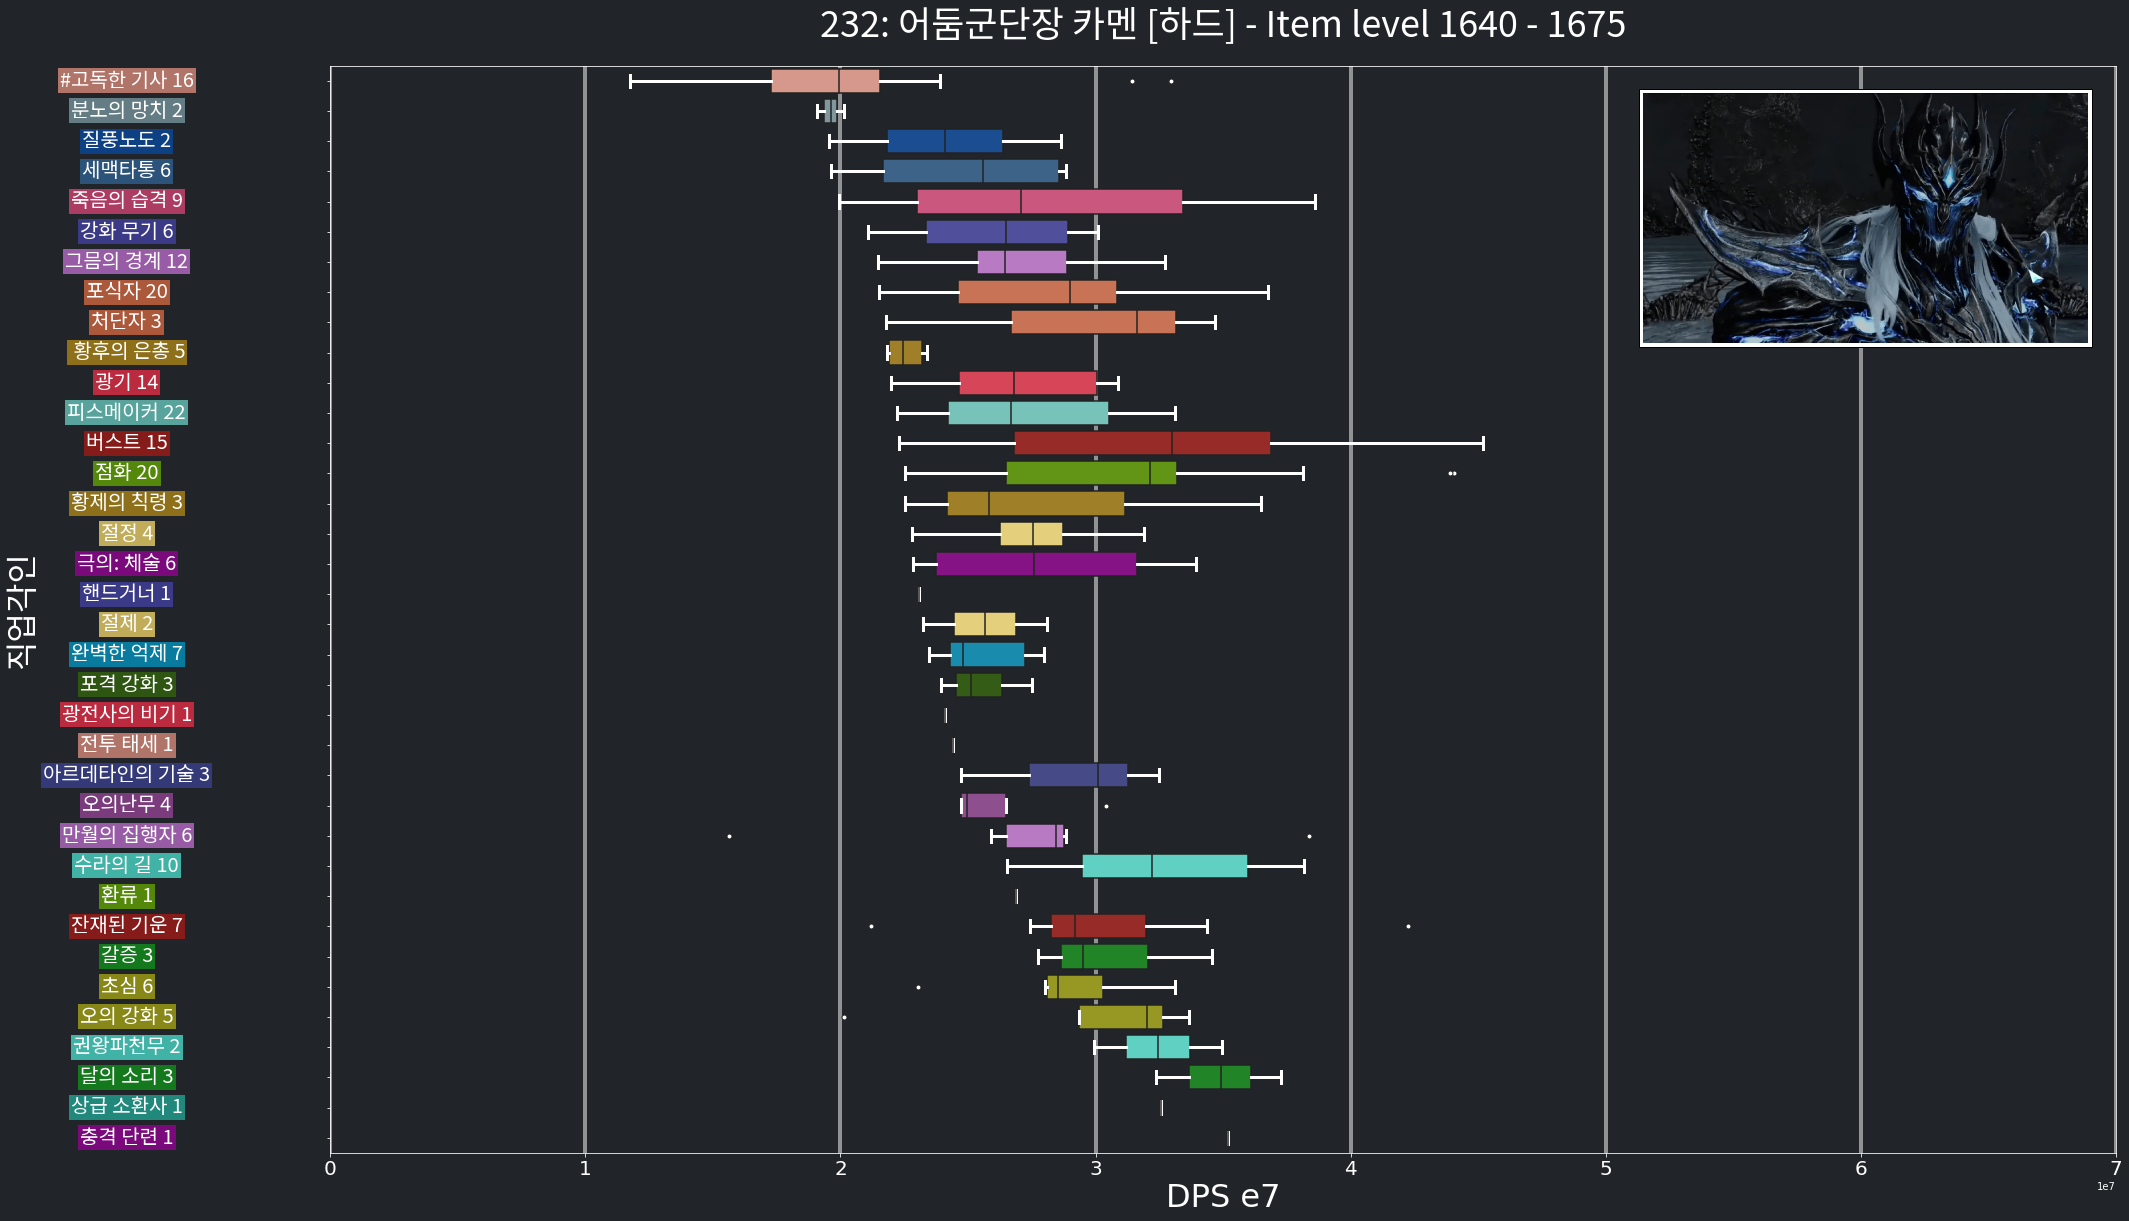 232: 어둠군단장 카멘 [하드] - Item level 1640 - 1675
#고독한 기사 16
분노의 망치 2
질풍노도 2
세맥타통 6
죽음의 습격 9
강화 무기 6
그믐의 경계 12
포식자 20
처단자 3
황후의 은총 5
광기 14
피스메이커 22
버스트 15
점화 20
황제의 칙령 3
절정 4
극의: 체술 6
핸드거너 1
절제 2
완벽한 억제 7
포격 강화 3
광전사의 비기 1
전투 태세 1
아르데타인의 기술 3
오의난무 4
만월의 집행자 6
수라의 길 10
환류 1
잔재된 기운 7
갈증 3
초심 6
오의 강화 5
권왕파천무 2
달의 소리 3
상급 소환사 1
충격 단련 1
직업각인
0 1 2 3 4 5 6 7
1e7
DPS e7